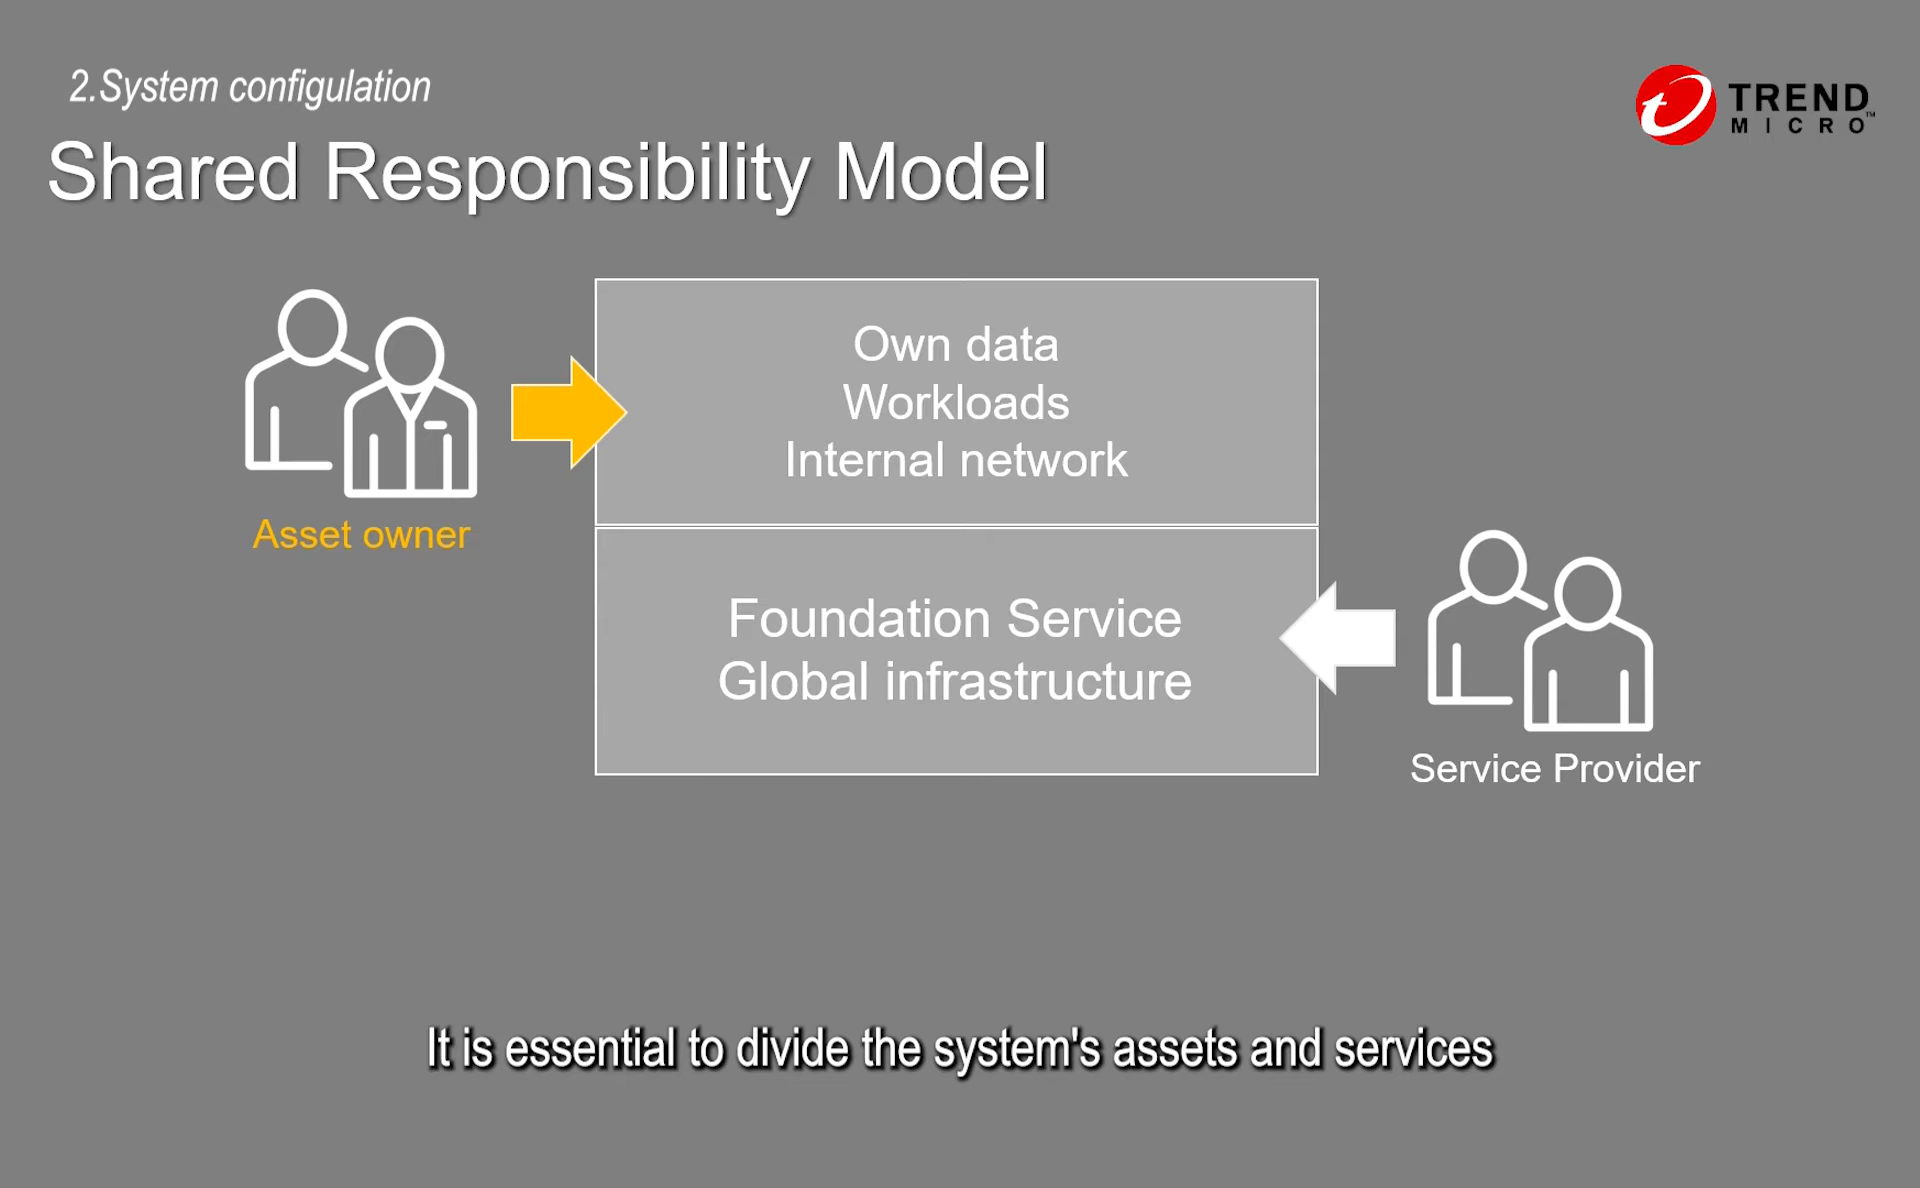 2.System configulation
TREND
MICRO™
Shared Responsibility Model
Own data
Workloads
Internal network
Asset owner
Foundation Service
Global infrastructure
Service Provider
It is essential to divide the system's assets and services